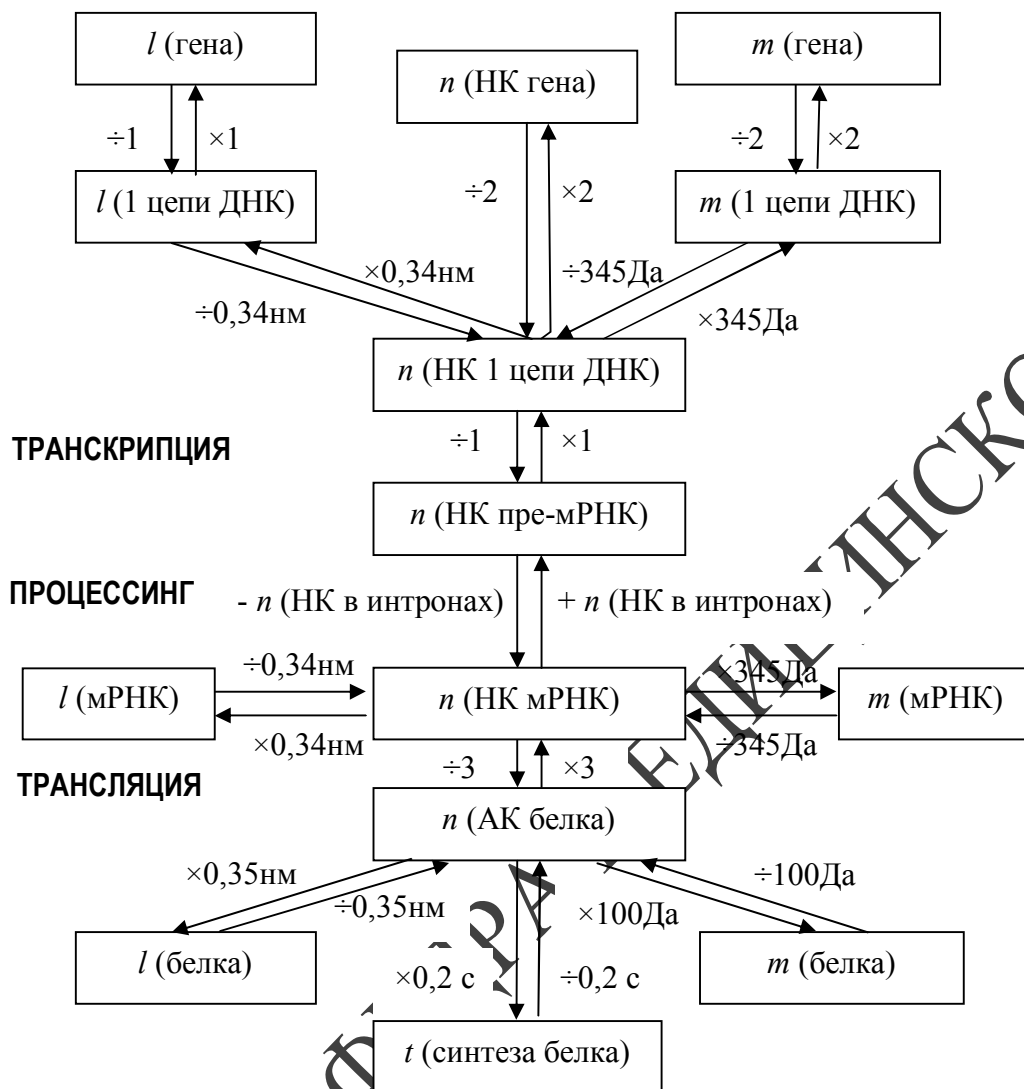 l (гена)
m (гена)
n (НК гена)
÷1
×1
÷2
×2
÷2
×2
l (1 цепи ДНК)
m (1 цепи ДНК)
×0,34нм
÷345Да
÷0,34нм
×345Да
n (НК 1 цепи ДНК)
ТРАНСКРИПЦИЯ
÷1
×1
n (НК пре-мРНК)
ПРОЦЕССИНГ
- n (НК в интронах)
+ n (НК в интронах)
÷0,34нм
×345Да
l (мРНК)
n (НК мРНК)
m (мРНК)
×0,34нм
÷345Да
ТРАНСЛЯЦИЯ
÷3
×3
n (АК белка)
×0,35нм
÷100Да
÷0,35нм
×100Да
l (белка)
m (белка)
×0,2 с
÷0,2 с
t (синтеза белка)